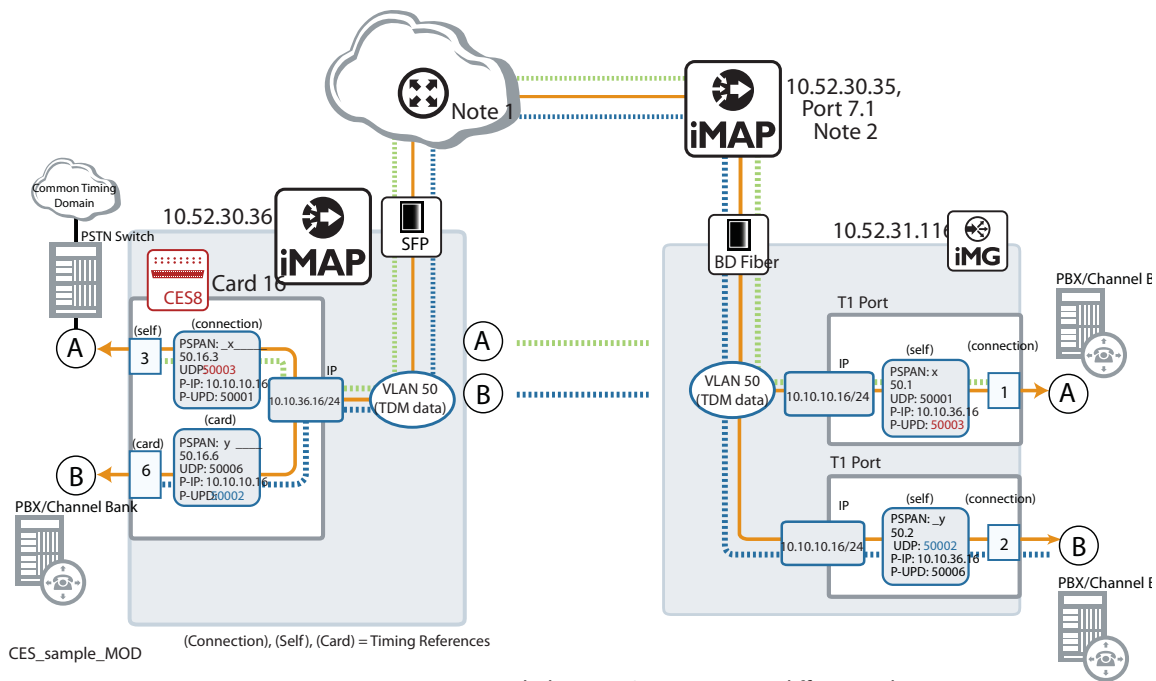 Note 1
iMAP
10.52.30.35,
Port 7.1
Note 2
Common Timing
Domain
PSTN Switch
10.52.30.36
iMAP
SFP
CES8
Card 16
(self)
3
(connection)
PSPAN: _x_____
50.16.3
UDP:50003
P-IP: 10.10.10.16
P-UPD: 50001
A
IP
10.10.36.16/24
VLAN 50
(TDM data)
(card)
6
(card)
PSPAN: y _____
50.16.6
UDP: 50006
P-IP: 10.10.10.16
P-UPD:50002
B
PBX/Channel Bank
A
B
10.52.31.116
iMG
BD Fiber
VLAN 50
(TDM data)
T1 Port
IP
10.10.10.16/24
(self)
PSPAN: x
50.1
UDP: 50001
P-IP: 10.10.36.16
P-UPD: 50003
(connection)
1
A
PBX/Channel B
T1 Port
IP
10.10.10.16/24
(self)
PSPAN: _y
50.2
UDP: 50002
P-IP: 10.10.36.16
P-UPD: 50006
(connection)
2
B
PBX/Channel B
(Connection), (Self), (Card) = Timing References
CES_sample_MOD